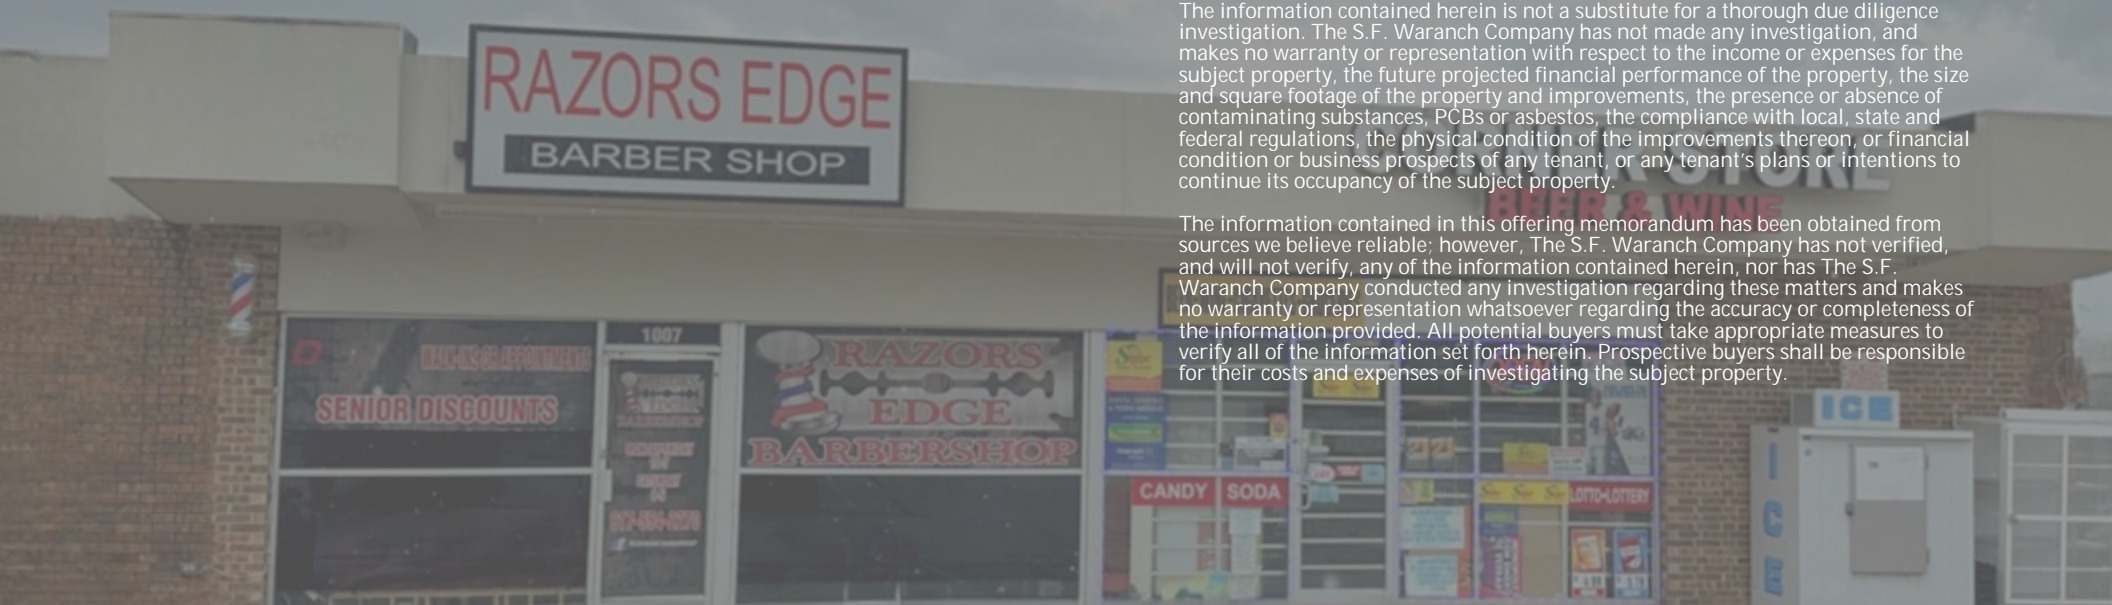 RAZORS EDGE
BARBER SHOP
1007
WALK-INS OR APPOINTMENTS
SENIOR DISCOUNTS
RAZORS
EDGE
BARBERSHOP
RAZORS
EDGE
BARBERSHOP
SATURDAY
The information contained herein is not a substitute for a thorough due diligence
investigation. The S.F. Waranch Company has not made any investigation, and
makes no warranty or representation with respect to the income or expenses for the
subject property, the future projected financial performance of the property, the size
and square footage of the property and improvements, the presence or absence of
contaminating substances, PCBs or asbestos, the compliance with local, state and
federal regulations, the physical condition of the improvements thereon, or financial
condition or business prospects of any tenant, or any tenant's plans or intentions to
continue its occupancy of the subject property.
The information contained in this offering memorandum has been obtained from
sources we believe reliable; however, The S.F. Waranch Company has not verified,
and will not verify, any of the information contained herein, nor has The S.F.
Waranch Company conducted any investigation regarding these matters and makes
no warranty or representation whatsoever regarding the accuracy or completeness of
the information provided. All potential buyers must take appropriate measures to
verify all of the information set forth herein. Prospective buyers shall be responsible
for their costs and expenses of investigating the subject property.
CORNER STORE
BEER & WINE
CANDY SODA
LOTTO•LOTTERY
ICE
ICE